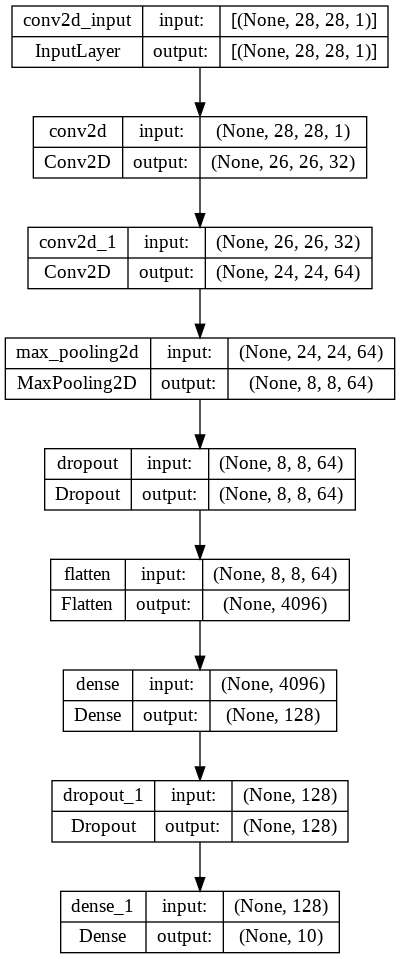 conv2d_input input: [(None, 28, 28, 1)]
InputLayer output: [(None, 28, 28, 1)]
conv2d input: (None, 28, 28, 1)
Conv2D output: (None, 26, 26, 32)
conv2d_1 input: (None, 26, 26, 32)
Conv2D output: (None, 24, 24, 64)
max_pooling2d input: (None, 24, 24, 64)
MaxPooling2D output: (None, 8, 8, 64)
dropout input: (None, 8, 8, 64)
Dropout output: (None, 8, 8, 64)
flatten input: (None, 8, 8, 64)
Flatten output: (None, 4096)
dense input: (None, 4096)
Dense output: (None, 128)
dropout_1 input: (None, 128)
Dropout output: (None, 128)
dense_1 input: (None, 128)
Dense output: (None, 10)